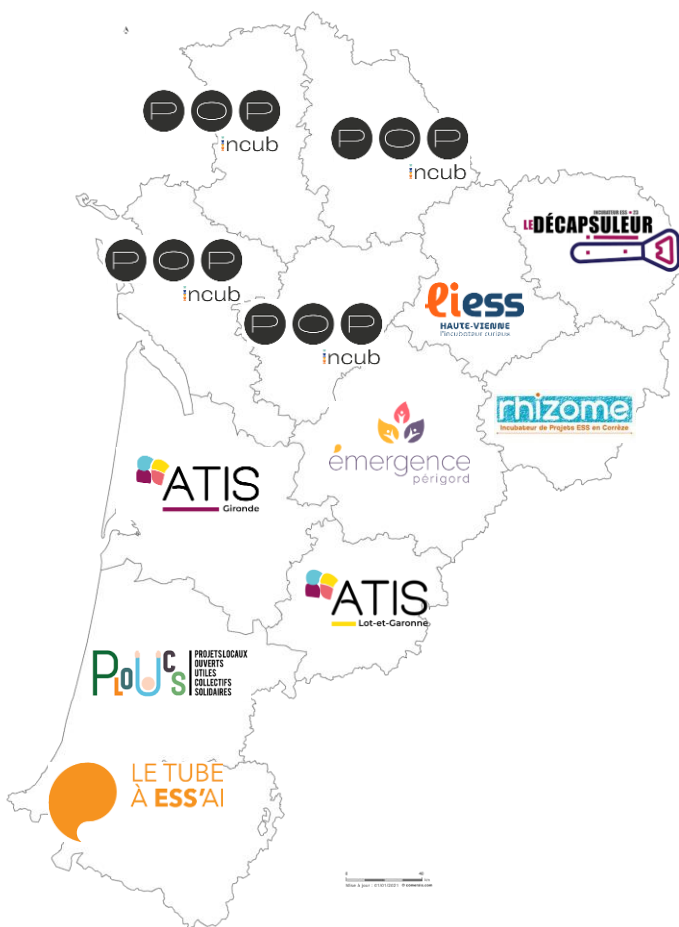 POP
incub
POP
incub
INCUBATEUR ESS • 23
LE DÉCAPSULEUR
POP
incub
liess
HAUTE-VIENNE
l'incubateur curieux
POP
incub
rhizome
Incubateur de Projets ESS en Corrèze
émergence
périgord
ATIS
Gironde
ATIS
Lot-et-Garonne
PLOUCS
PROJETS LOCAUX
OUVERTS
UTILES
COLLECTIFS
SOLIDAIRES
LE TUBE
À ESS'AI